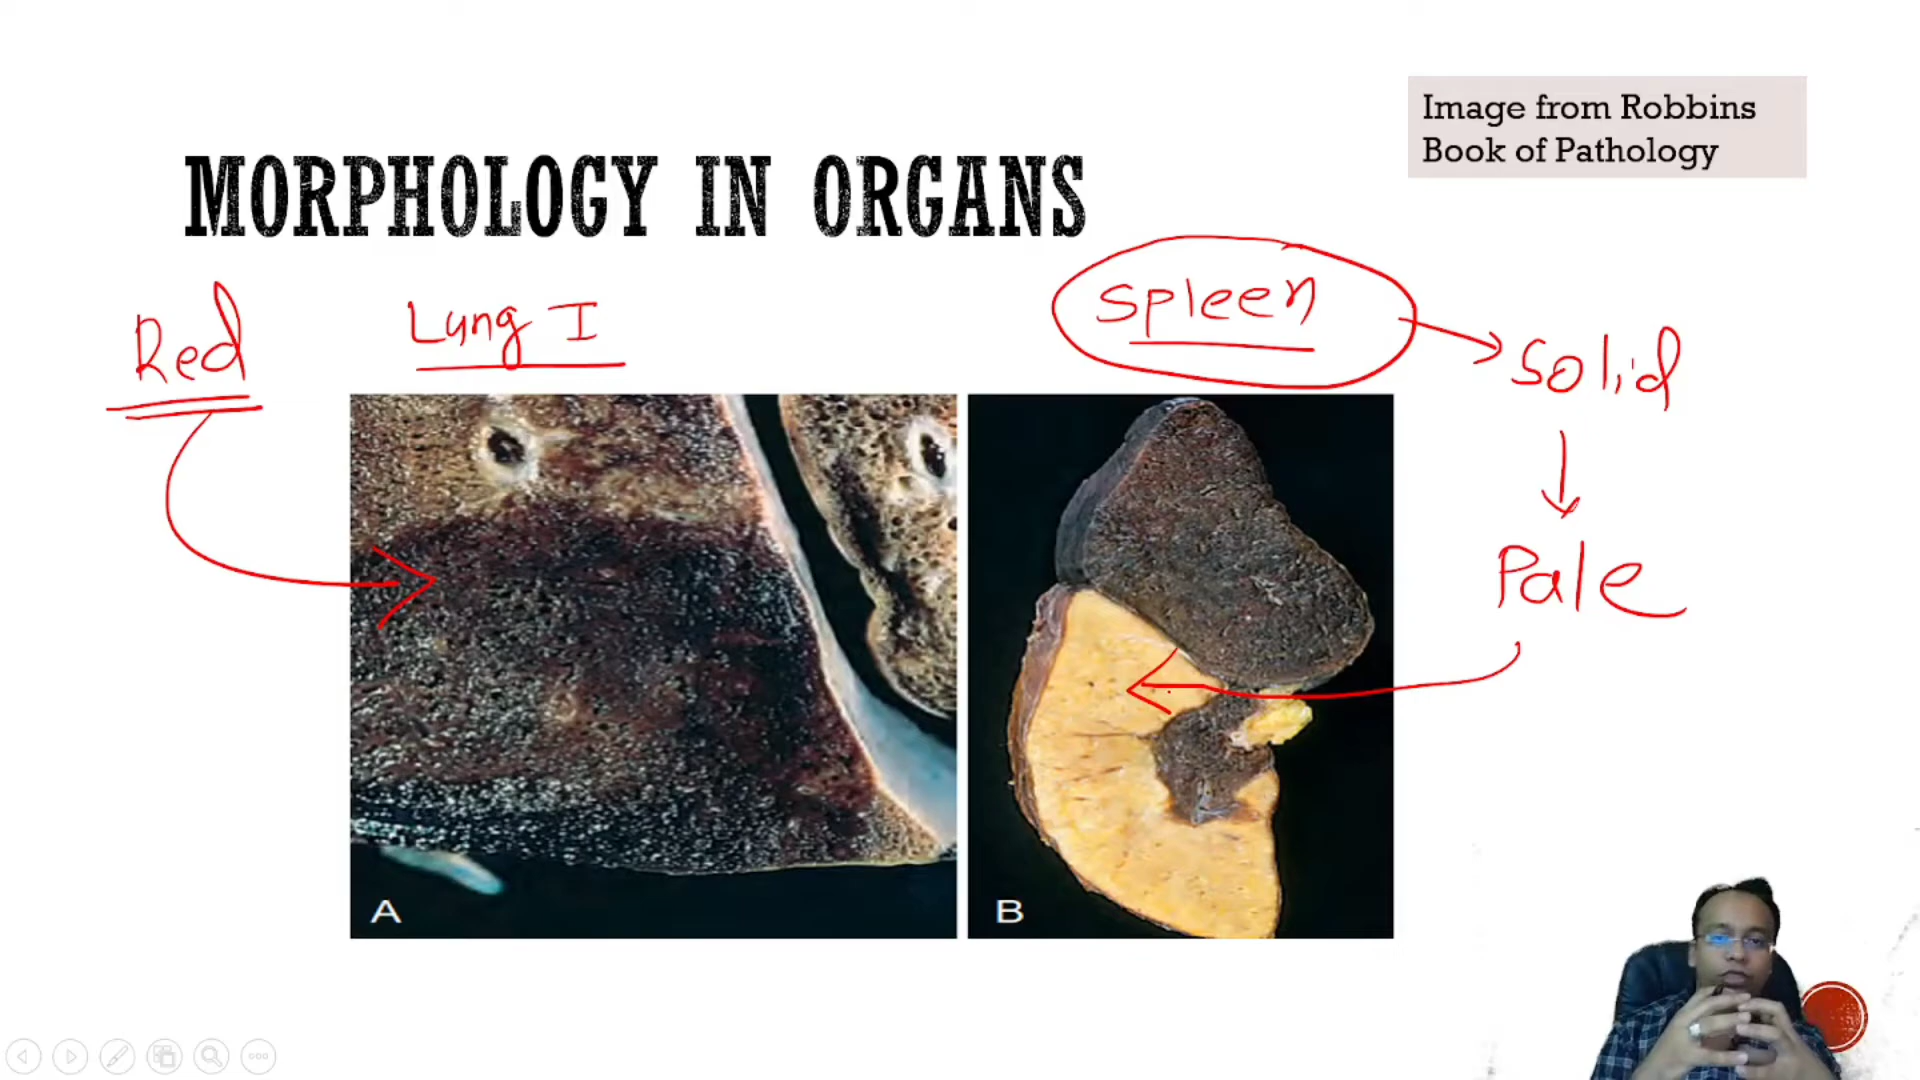 Image from Robbins
Book of Pathology
MORPHOLOGY IN ORGANS
Red
Lung I
Spleen
Solid
Pale
A
B